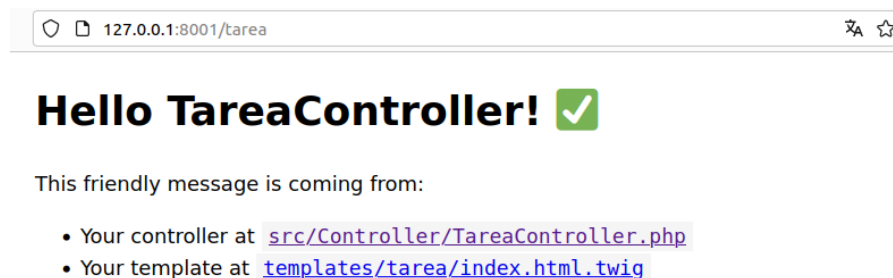 127.0.0.1:8001/tarea
Hello TareaController! ✅
This friendly message is coming from:
• Your controller at src/Controller/TareaController.php
• Your template at templates/tarea/index.html.twig